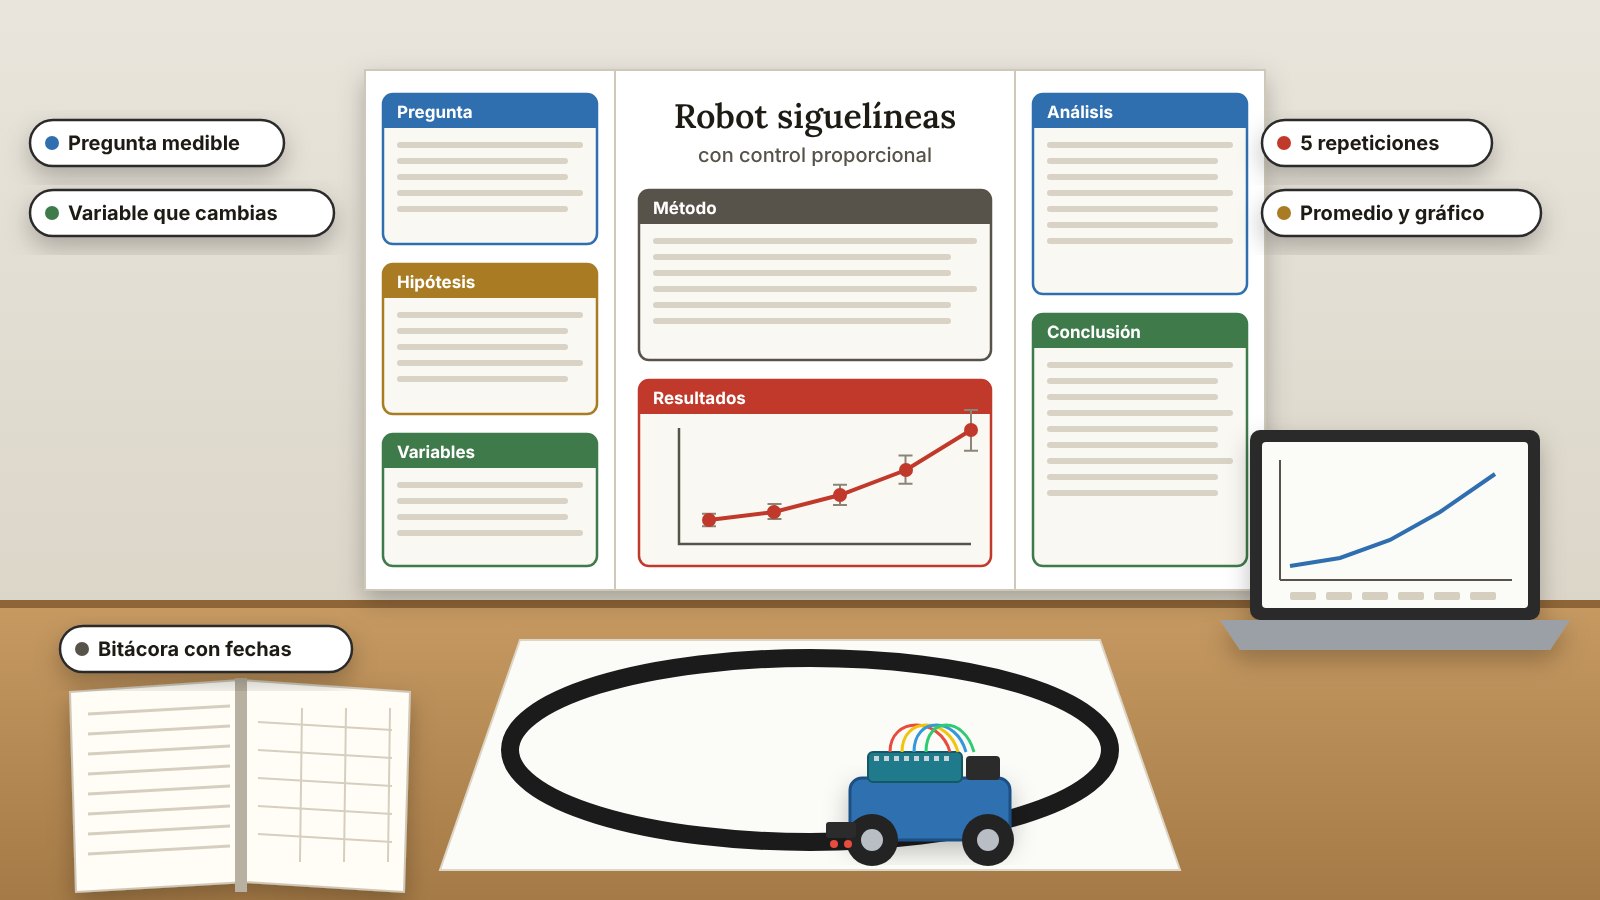 Pregunta medible
Variable que cambias
Pregunta
Hipótesis
Variables
Robot siguelíneas
con control proporcional
Método
Resultados
Análisis
Conclusión
5 repeticiones
Promedio y gráfico
Bitácora con fechas